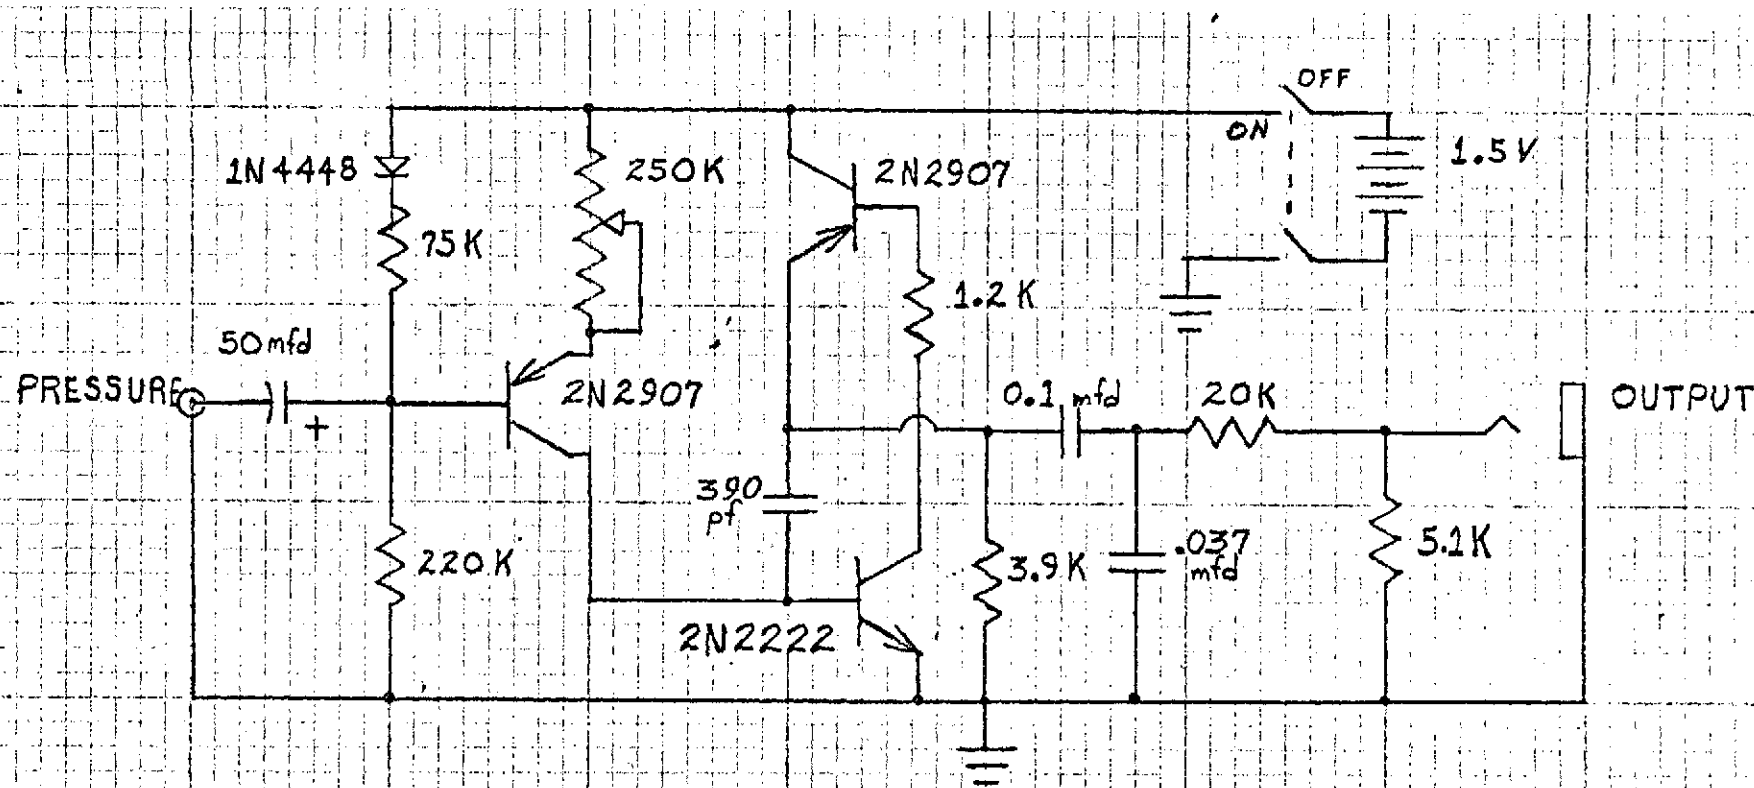 OFF
ON
1.5V
1N4448
250K
2N2907
75K
1.2K
50mfd
PRESSURE
2N2907
0.1 mfd
20K
OUTPUT
390
pf
220K
3.9K
.037
mfd
5.1K
2N2222
+